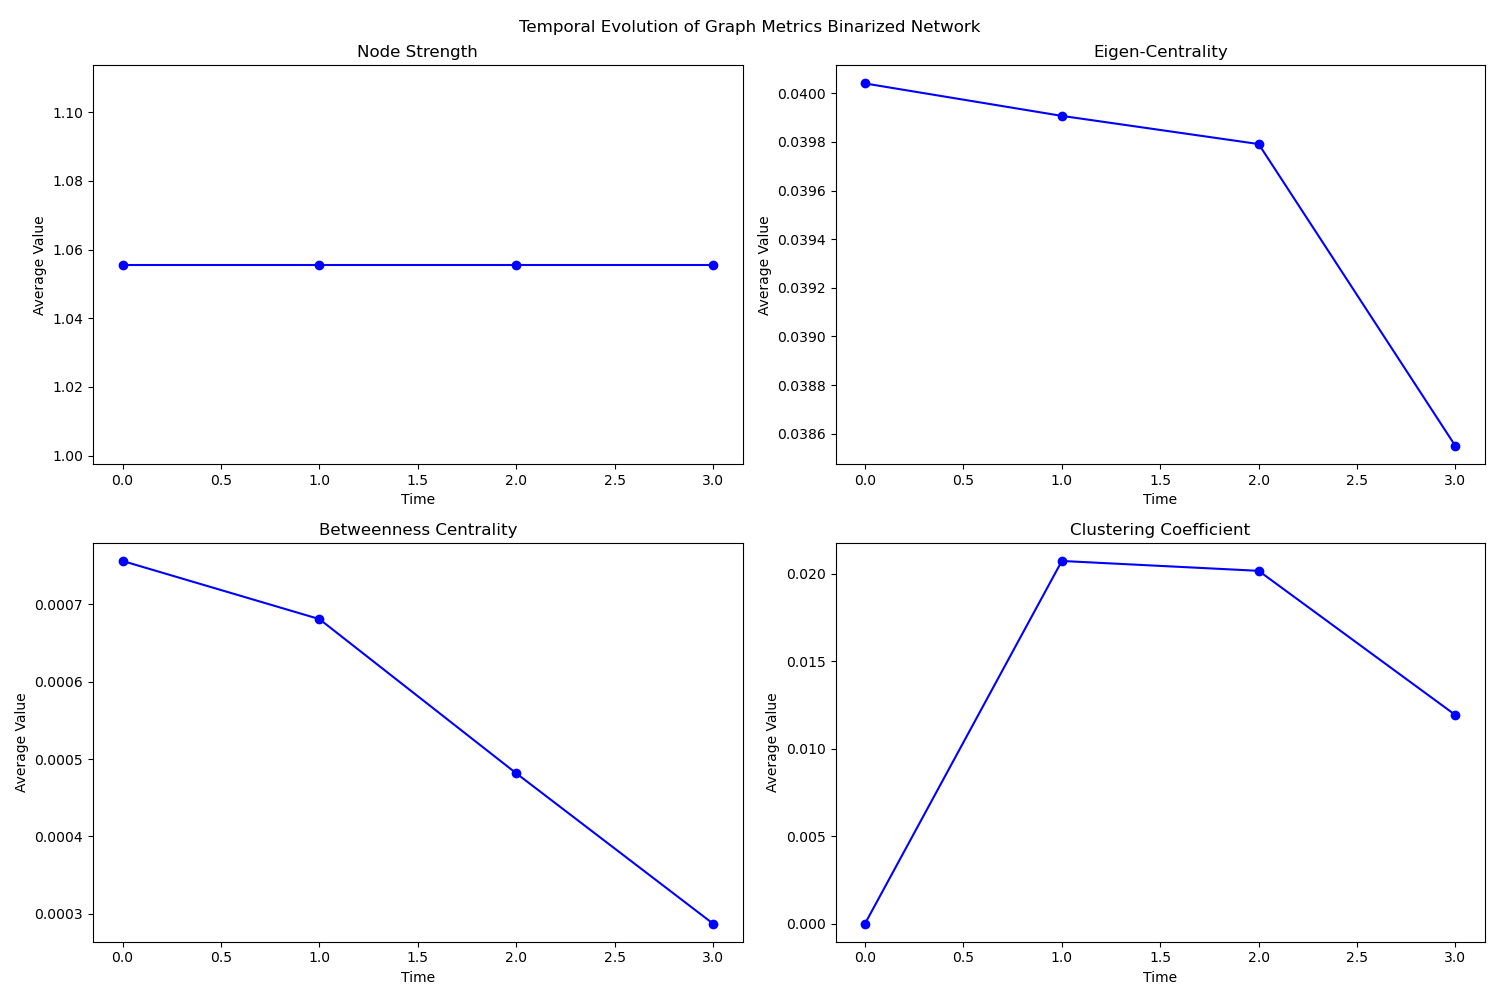 Temporal Evolution of Graph Metrics Binarized Network
Node Strength
Average Value
1.10
1.08
1.06
1.04
1.02
1.00
0.0 0.5 1.0 1.5 2.0 2.5 3.0
Time
Eigen-Centrality
Average Value
0.0400
0.0398
0.0396
0.0394
0.0392
0.0390
0.0388
0.0386
0.0 0.5 1.0 1.5 2.0 2.5 3.0
Time
Betweenness Centrality
Average Value
0.0007
0.0006
0.0005
0.0004
0.0003
0.0 0.5 1.0 1.5 2.0 2.5 3.0
Time
Clustering Coefficient
Average Value
0.020
0.015
0.010
0.005
0.000
0.0 0.5 1.0 1.5 2.0 2.5 3.0
Time